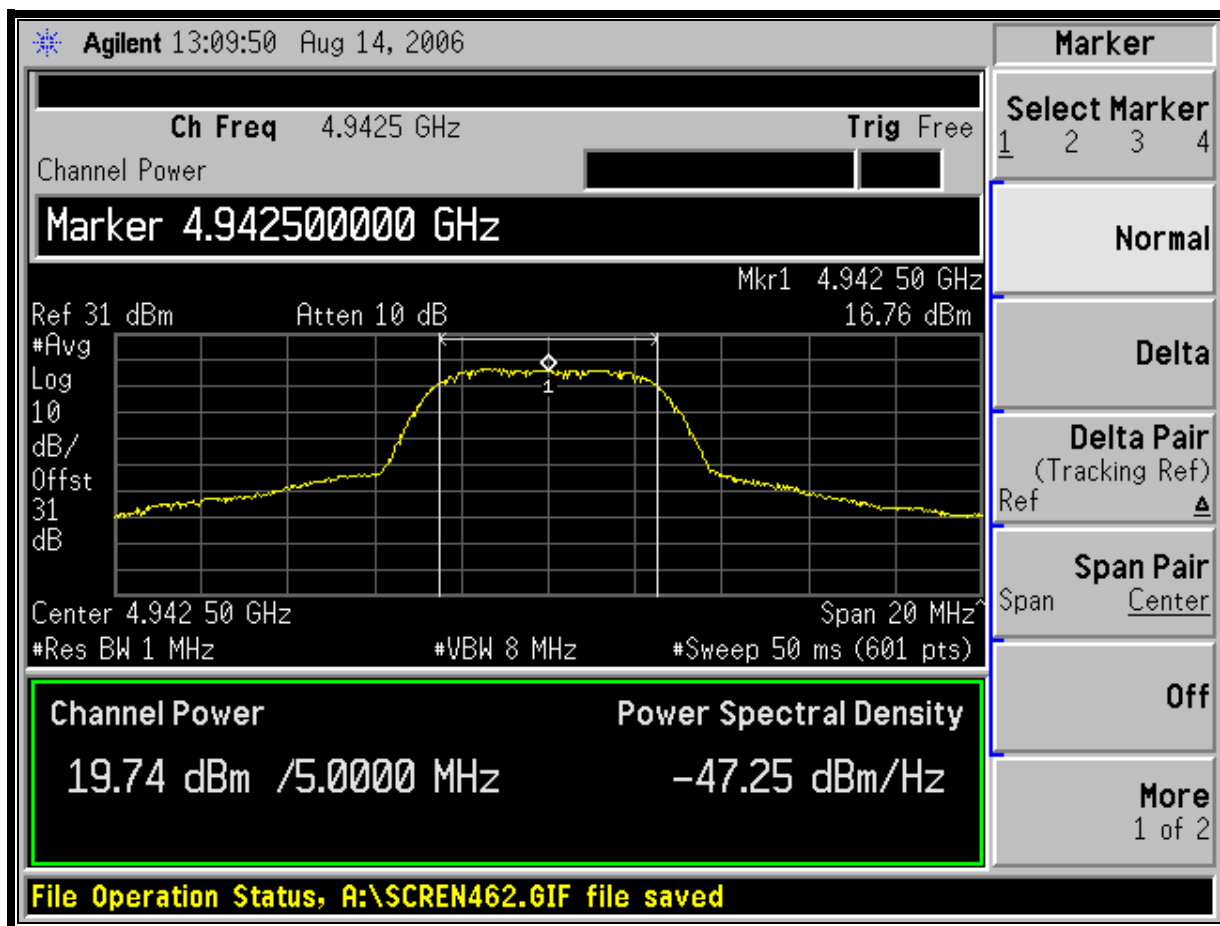 Agilent 13:09:50 Aug 14, 2006
Marker
Ch Freq 4.9425 GHz Trig Free
Channel Power
Marker 4.942500000 GHz
Mkr1 4.942 50 GHz
Ref 31 dBm Atten 10 dB 16.76 dBm
#Avg
Log
10
dB/
Offst
31
dB
1
Center 4.942 50 GHz Span 20 MHz^
#Res BW 1 MHz #VBW 8 MHz #Sweep 50 ms (601 pts)
Channel Power Power Spectral Density
19.74 dBm /5.0000 MHz -47.25 dBm/Hz
File Operation Status, A:\SCREN462.GIF file saved
Select Marker
1 2 3 4
Normal
Delta
Delta Pair
(Tracking Ref)
Ref Δ
Span Pair
Span Center
Off
More
1 of 2